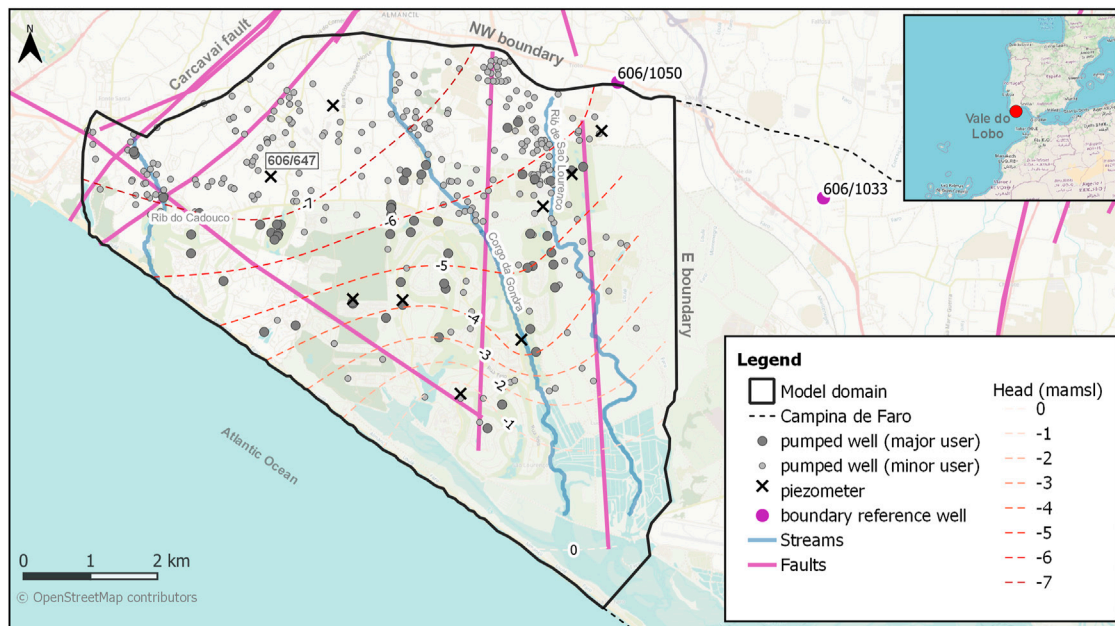 N
ALMANCIL
Carcavai fault
NW boundary
606/1050
606/647
Rib de São Lourenço
606/1033
Vale do
Lobo
Rib do Cadouco
-7
-6
-5
-4
-3
-2
-1
0
Corgo da Gondra
E boundary
Atlantic Ocean
0 1 2 km
© OpenStreetMap contributors
Legend
Model domain
Campina de Faro
pumped well (major user)
pumped well (minor user)
piezometer
boundary reference well
Streams
Faults
Head (mamsl)
0
-1
-2
-3
-4
-5
-6
-7